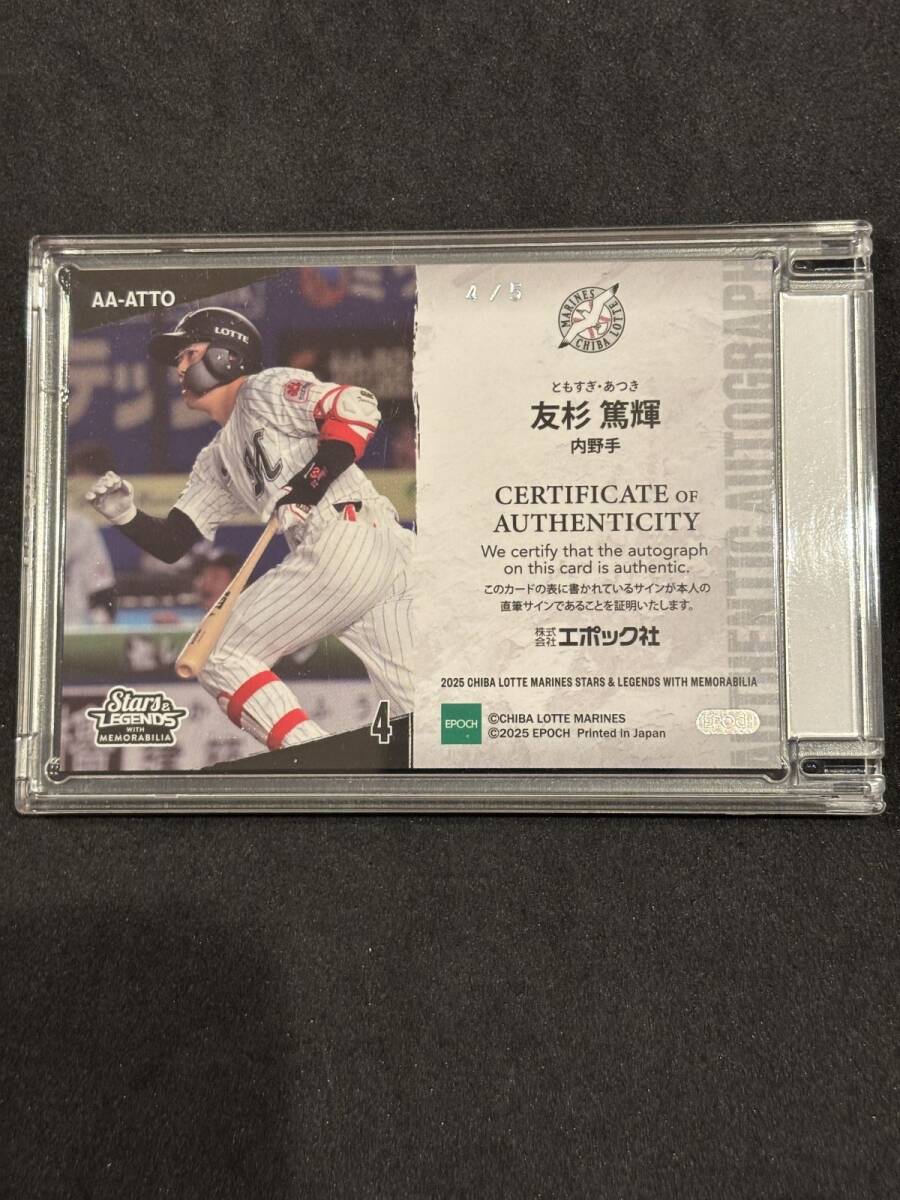 AA-ATTO
LOTTE
M
Stars &
LEGENDS
WITH
MEMORABILIA
4
4/5
MARINES
CHIBA LOTTE
ともすぎ・あつき
友杉 篤輝
内野手
CERTIFICATE OF
AUTHENTICITY
We certify that the autograph
on this card is authentic.
このカードの表に書かれているサインが本人の
直筆サインであることを証明いたします。
株式会社エポック社
2025 CHIBA LOTTE MARINES STARS & LEGENDS WITH MEMORABILIA
EPOCH
©CHIBA LOTTE MARINES
©2025 EPOCH Printed in Japan
EPOCH
AUTHENTIC AUTOGRAPH